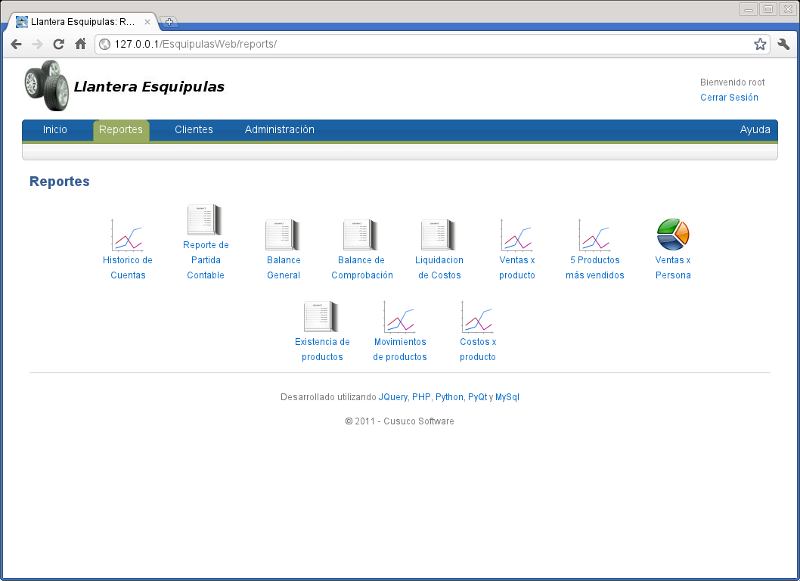 Llantera Esquipulas: R...
127.0.0.1/EsquipulasWeb/reports/
Llantera Esquipulas
Bienvenido root
Cerrar Sesión
Inicio Reportes Clientes Administración Ayuda
Reportes
Historico de
Cuentas
Reporte de
Partida
Contable
Balance
General
Balance de
Comprobación
Liquidacion
de Costos
Ventas x
producto
5 Productos
más vendidos
Ventas x
Persona
Existencia de
productos
Movimientos
de productos
Costos x
producto
Desarrollado utilizando JQuery, PHP, Python, PyQt y MySql
© 2011 - Cusuco Software